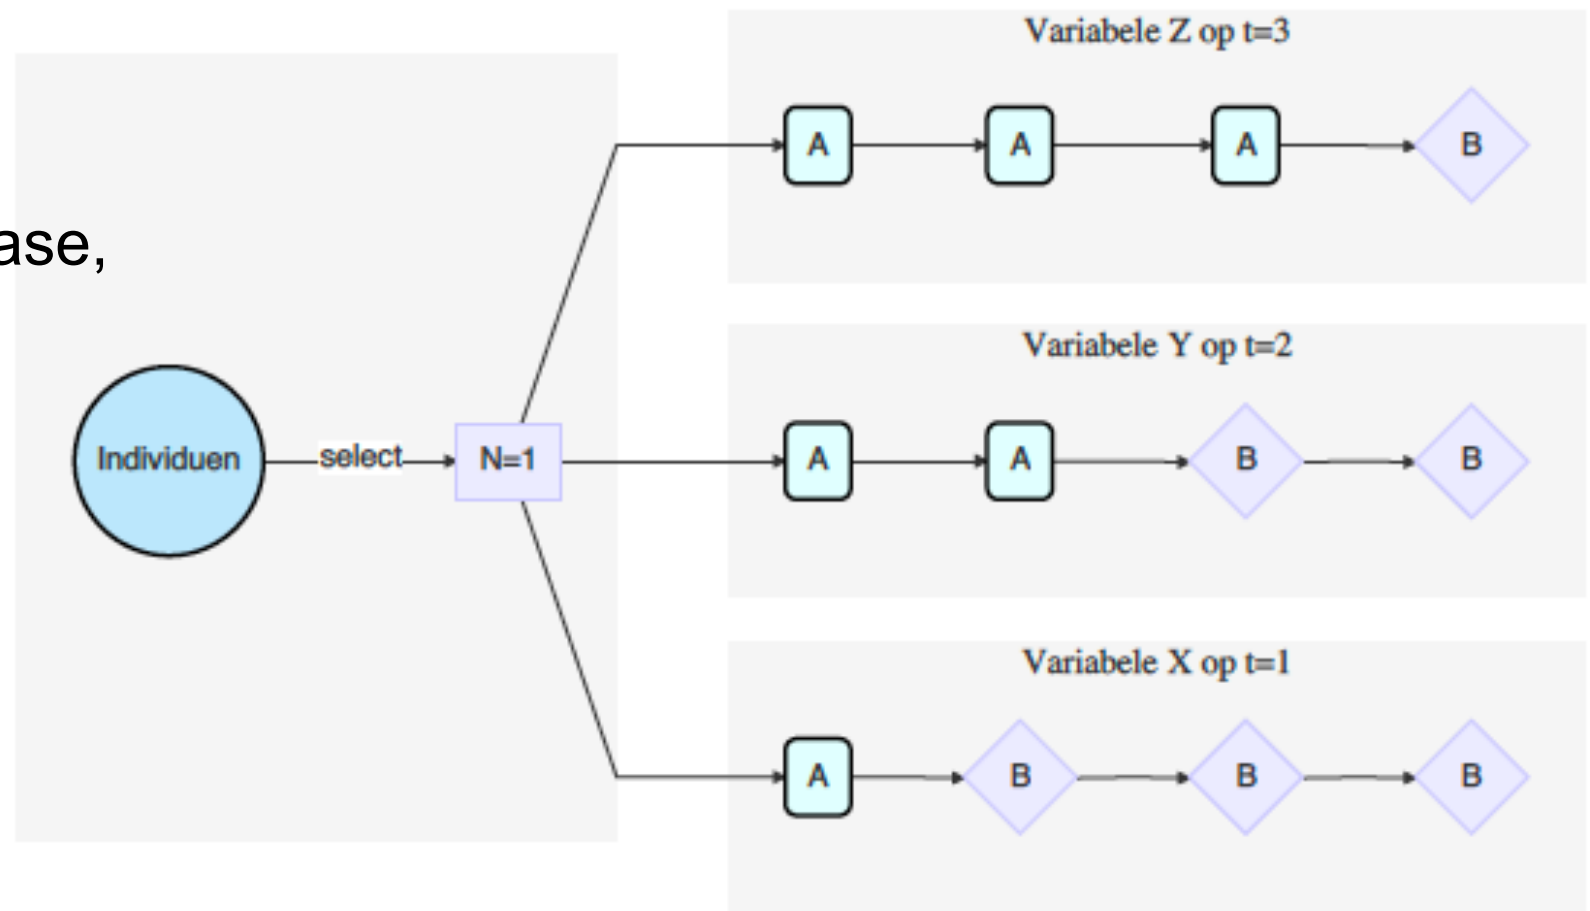 Variabele Z op t=3
A A A B
ase,
Variabele Y op t=2
Individuen select N=1 A A B B
Variabele X op t=1
A B B B